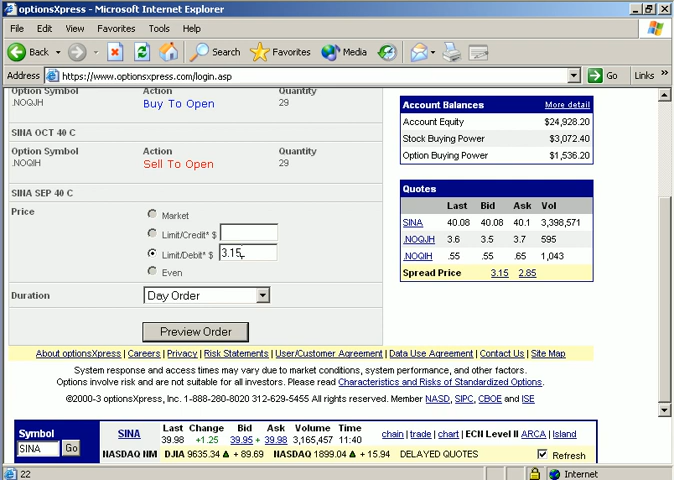 optionsXpress - Microsoft Internet Explorer
File Edit View Favorites Tools Help
Back Search Favorites Media
Address https://www.optionsxpress.com/login.asp Go Links »
Option Symbol Action Quantity
.NOQJH Buy To Open 29
SINA OCT 40 C
Option Symbol Action Quantity
.NOQIH Sell To Open 29
SINA SEP 40 C
Price
Market
Limit/Credit* $
Limit/Debit* $ 3.15
Even
Duration Day Order
Preview Order
Account Balances More detail
Account Equity $24,928.20
Stock Buying Power $3,072.40
Option Buying Power $1,536.20
Quotes
Last Bid Ask Vol
SINA 40.08 40.08 40.1 3,398,571
.NOQJH 3.6 3.5 3.7 595
.NOQIH .55 .55 .65 1,043
Spread Price 3.15 2.85
About optionsXpress | Careers | Privacy | Risk Statements | User/Customer Agreement | Data Use Agreement | Contact Us | Site Map
System response and access times may vary due to market conditions, system performance, and other factors.
Options involve risk and are not suitable for all investors. Please read Characteristics and Risks of Standardized Options.
©2000-3 optionsXpress, Inc. 1-888-280-8020 312-629-5455 All Rights reserved. Member NASD, SIPC, CBOE and ISE
Symbol Last Change Bid Ask Volume Time
SINA Go SINA 39.98 +1.25 39.95 39.98 3,165,457 11:40 chain | trade | chart | ECN Level II ARCA | Island
NASDAQ NM DJIA 9635.34 ▲ + 89.69 NASDAQ 1899.04 ▲ + 15.94 DELAYED QUOTES Refresh
22 Internet